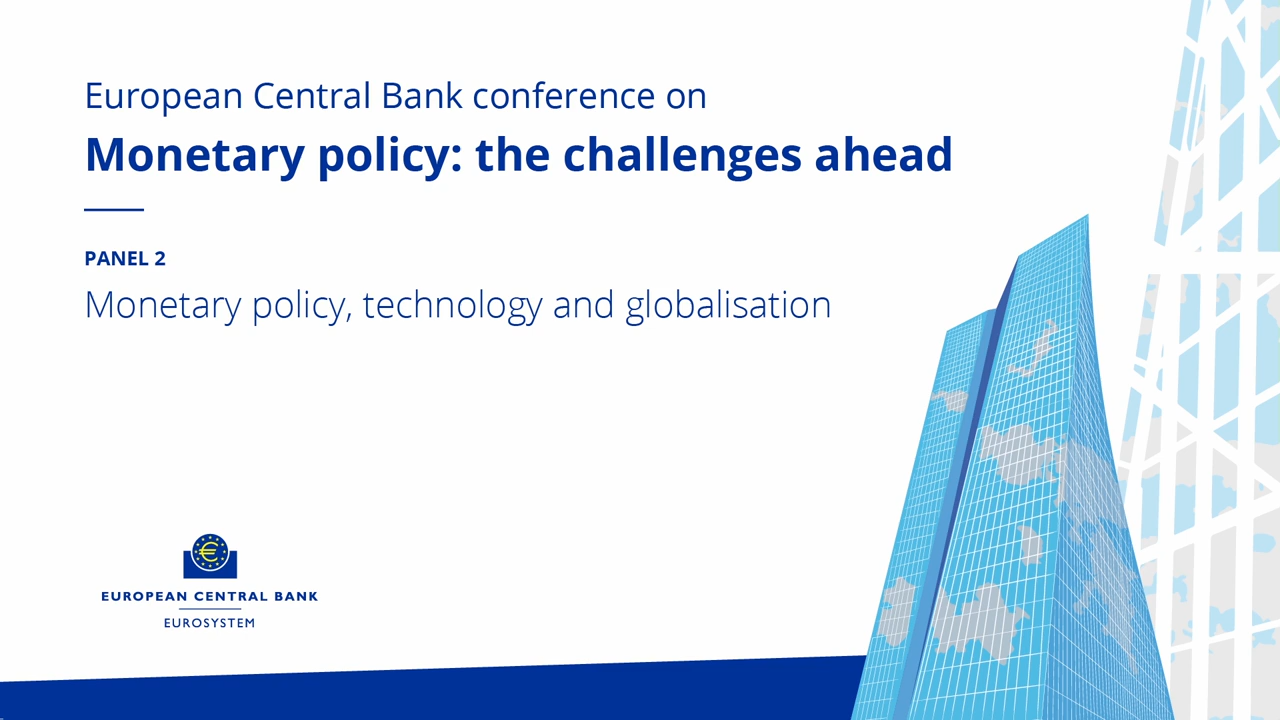 European Central Bank conference on
Monetary policy: the challenges ahead
PANEL 2
Monetary policy, technology and globalisation
€
EUROPEAN CENTRAL BANK
EUROSYSTEM